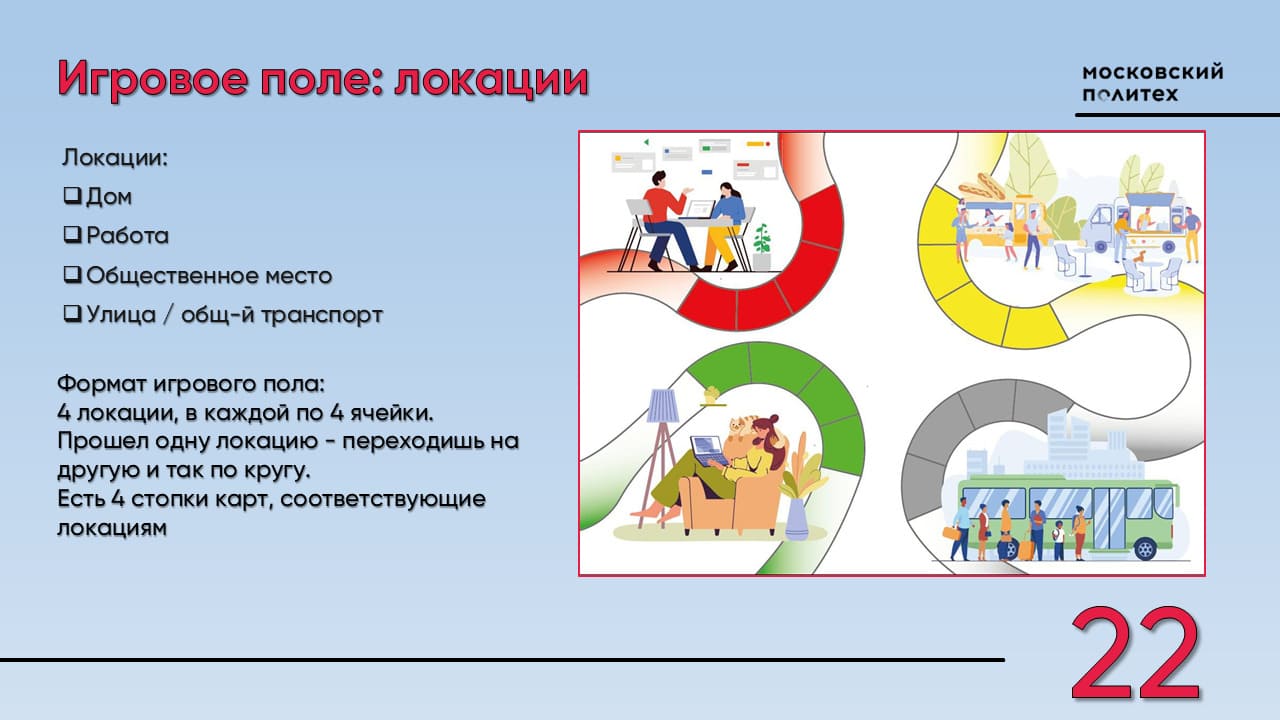 Игровое поле: локации
московский
политех
Локации:
Дом
Работа
Общественное место
Улица / общ-й транспорт
Формат игрового пола:
4 локации, в каждой по 4 ячейки.
Прошел одну локацию - переходишь на
другую и так по кругу.
Есть 4 стопки карт, соответствующие
локациям
22